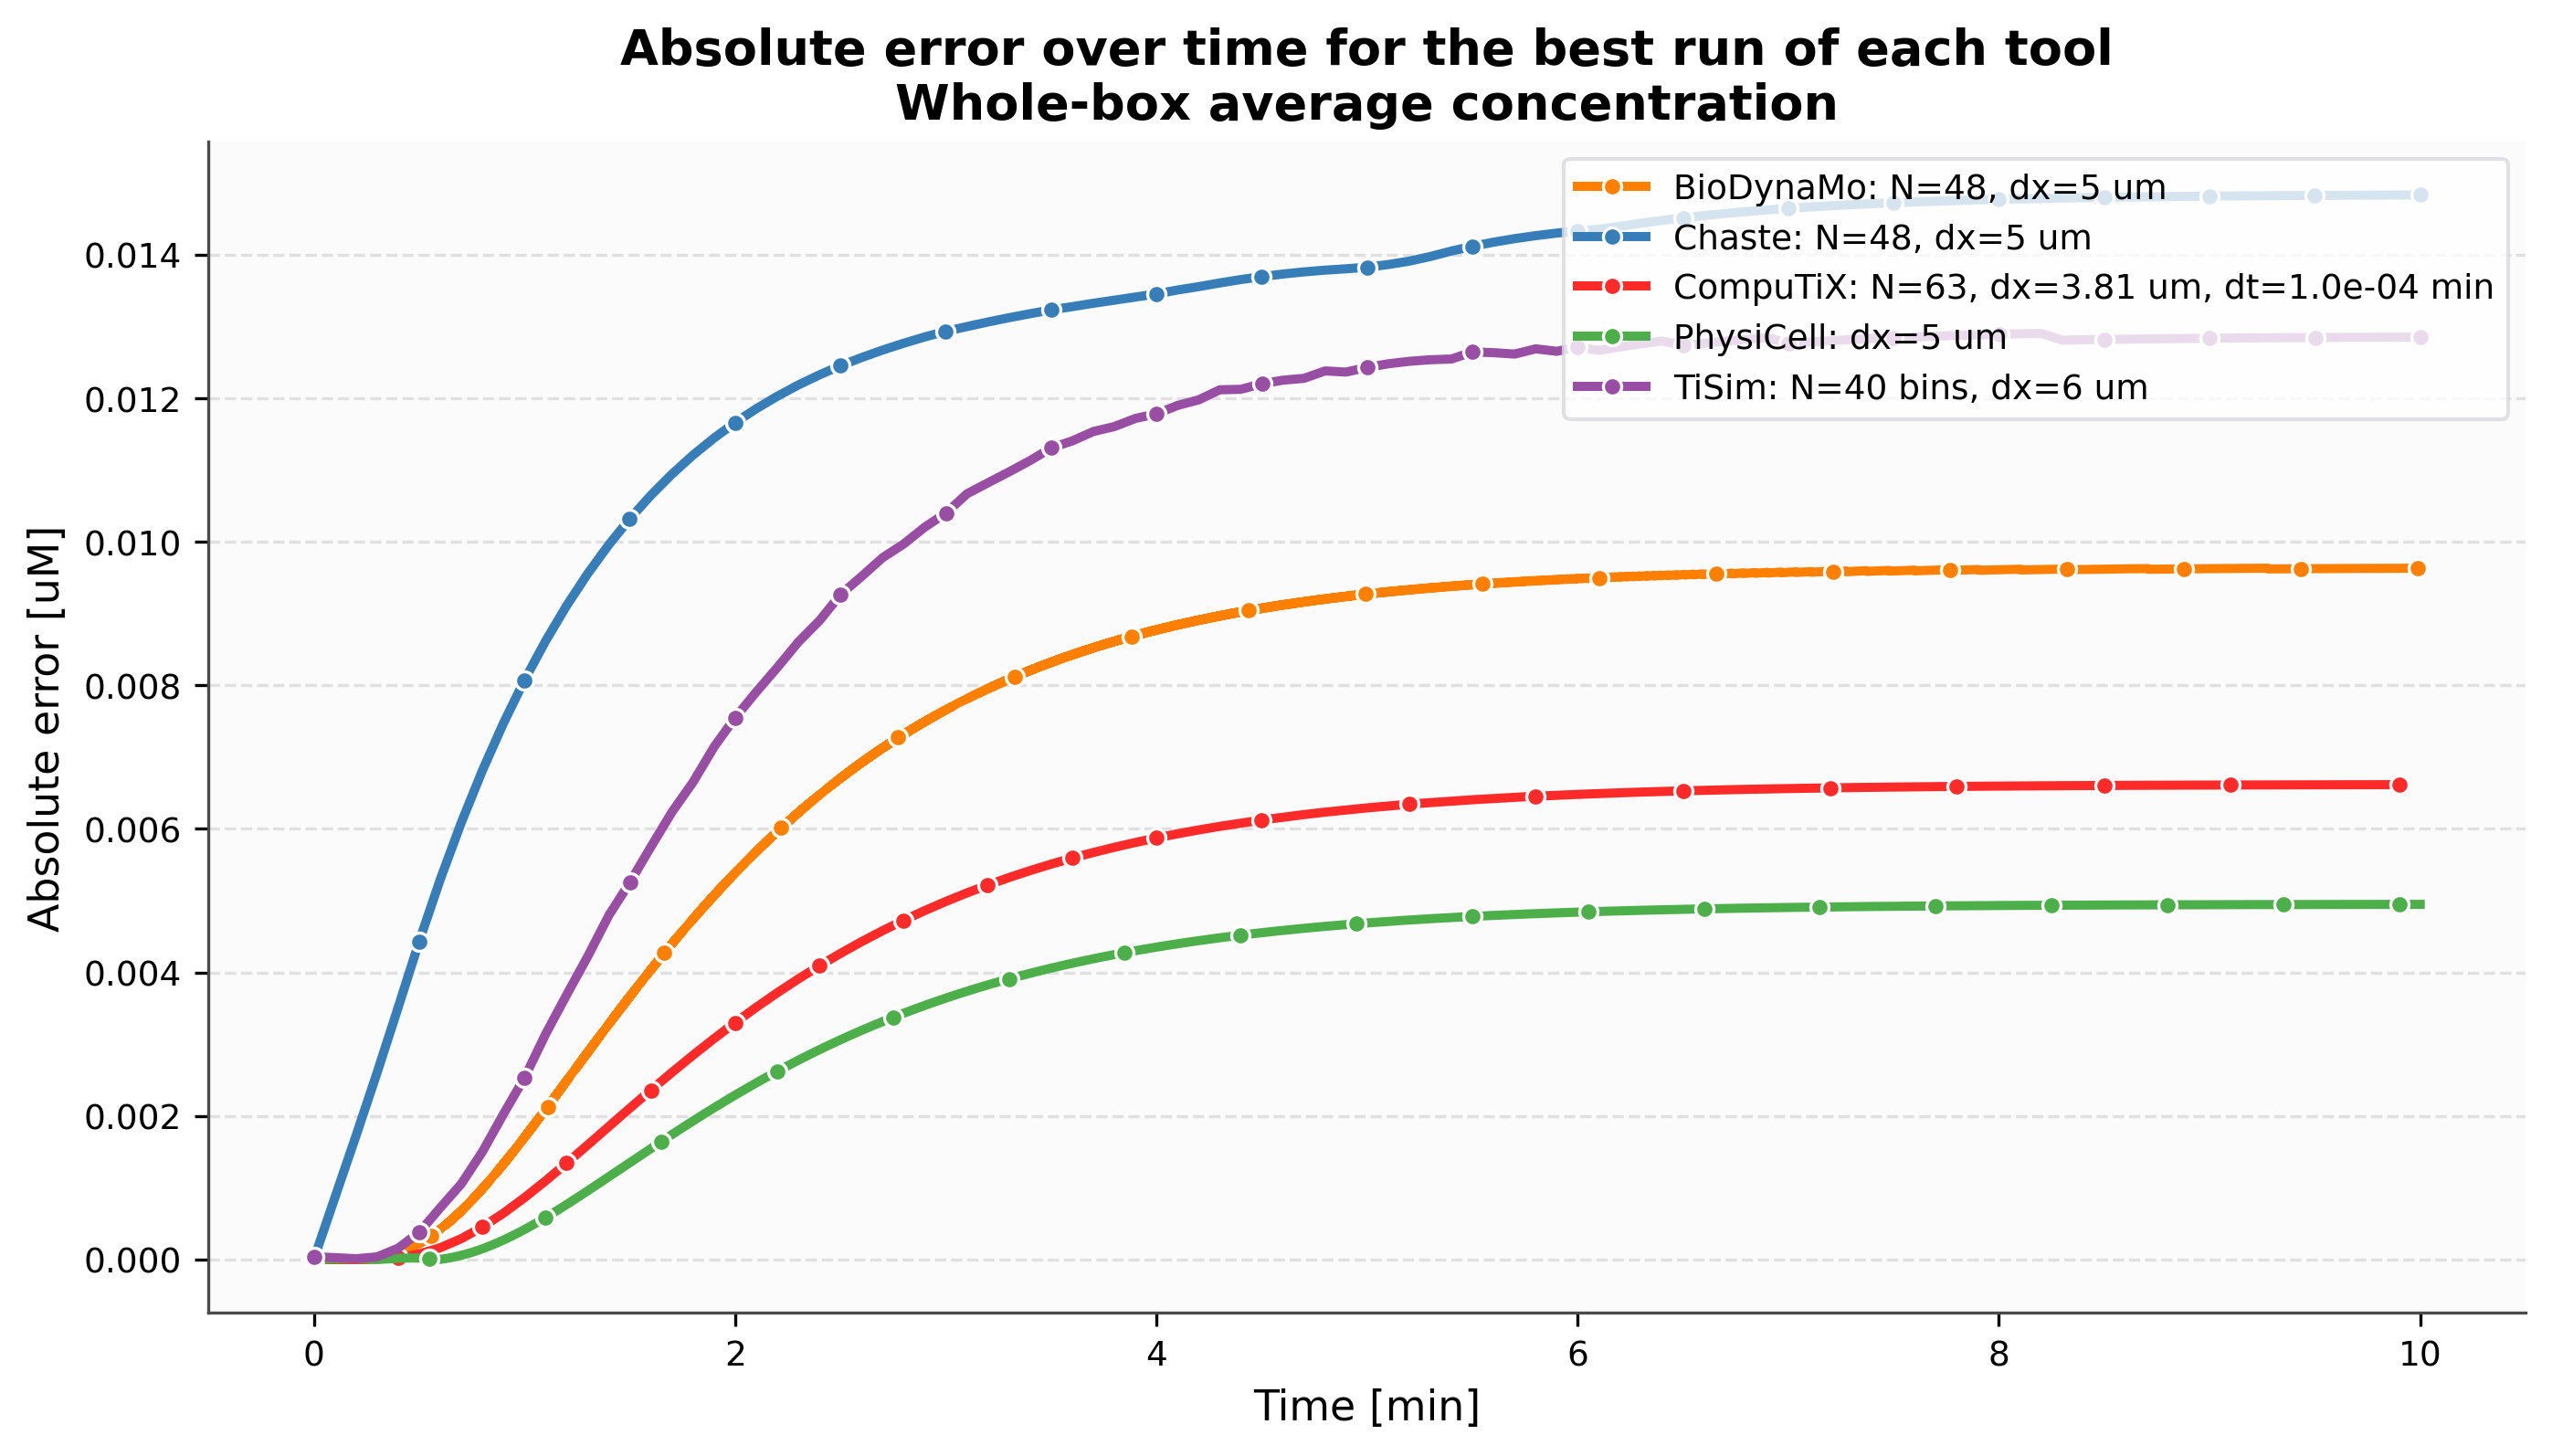 Absolute error over time for the best run of each tool
Whole-box average concentration
BioDynaMo: N=48, dx=5 um
Chaste: N=48, dx=5 um
CompuTiX: N=63, dx=3.81 um, dt=1.0e-04 min
PhysiCell: dx=5 um
TiSim: N=40 bins, dx=6 um
Absolute error [uM]
0.014
0.012
0.010
0.008
0.006
0.004
0.002
0.000
0 2 4 6 8 10
Time [min]